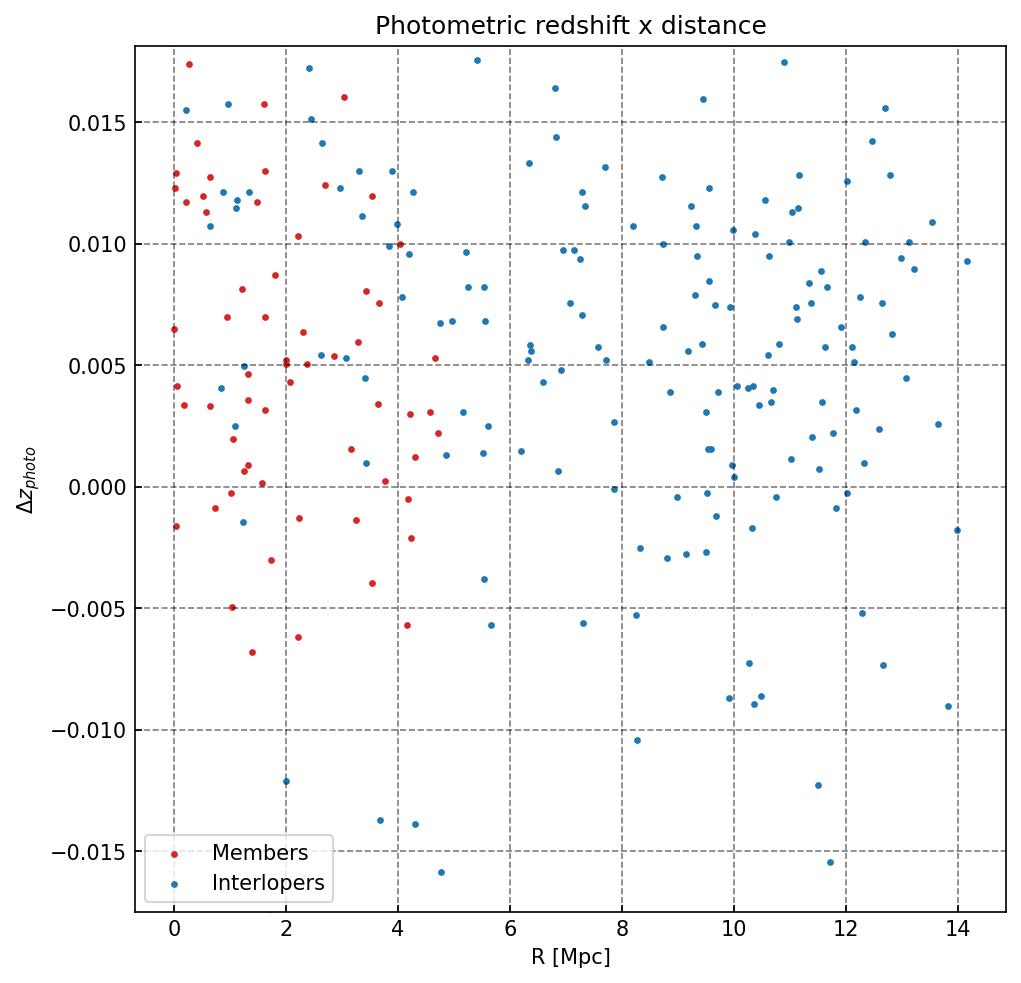 Photometric redshift x distance
0.015
0.010
0.005
0.000
−0.005
−0.010
−0.015
Δz_photo
Members
Interlopers
0 2 4 6 8 10 12 14
R [Mpc]